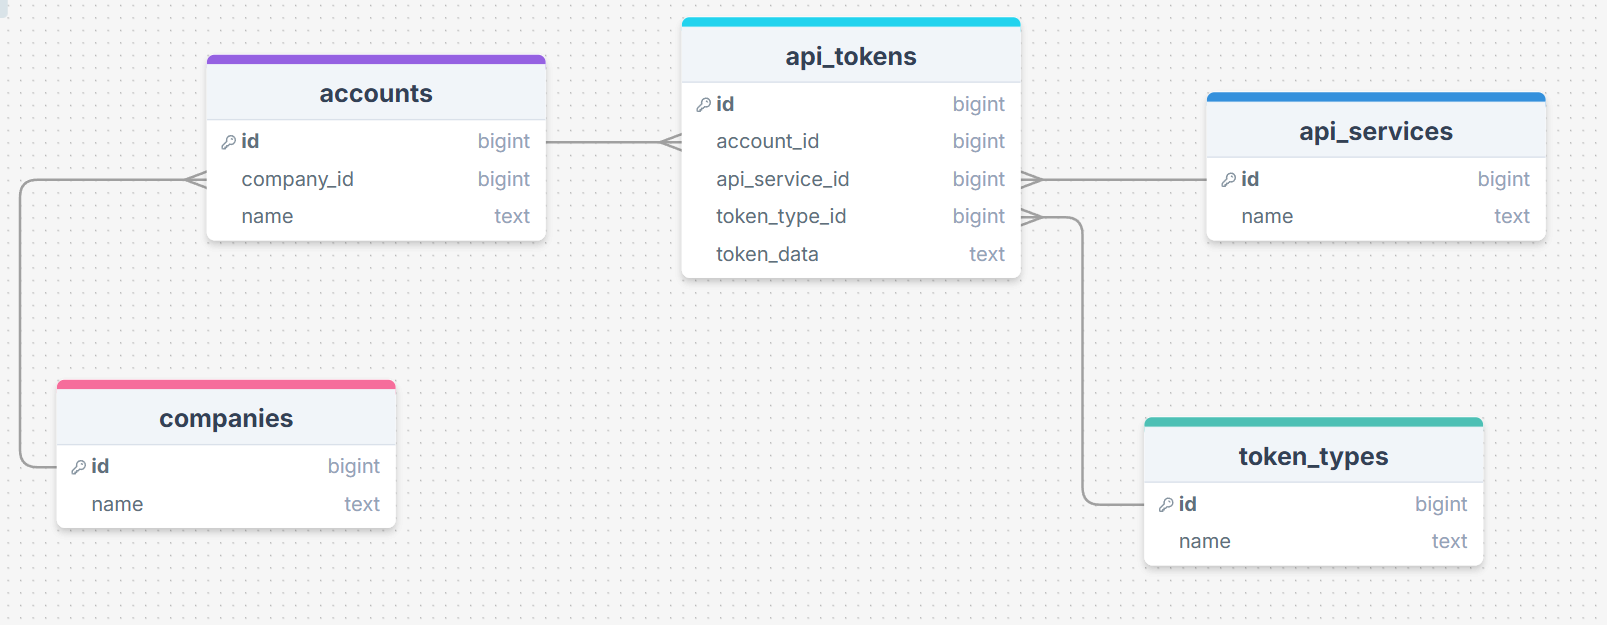 accounts
id bigint
company_id bigint
name text
api_tokens
id bigint
account_id bigint
api_service_id bigint
token_type_id bigint
token_data text
api_services
id bigint
name text
companies
id bigint
name text
token_types
id bigint
name text